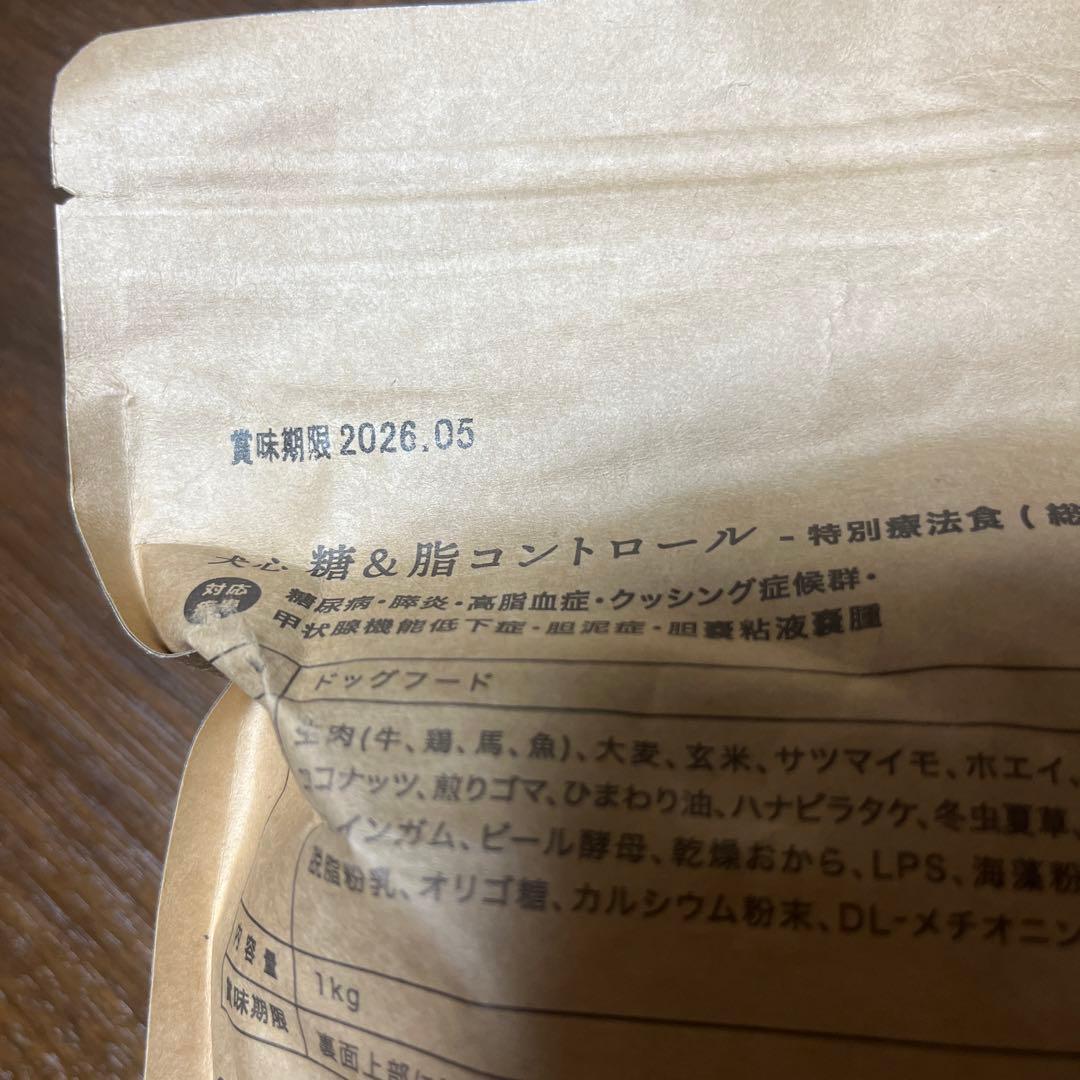 賞味期限 2026.05
犬心 糖&脂コントロール - 特別療法食 ( 総
対応
糖尿病・膵炎・高脂血症・クッシング症候群・
甲状腺機能低下症・胆泥症・胆嚢粘液嚢腫
ドッグフード
生肉(牛、鶏、馬、魚)、大麦、玄米、サツマイモ、ホエイ、
ココナッツ、煎りゴマ、ひまわり油、ハナビラタケ、冬虫夏草、
インガム、ビール酵母、乾燥おから、LPS、海藻粉
脱脂粉乳、オリゴ糖、カルシウム粉末、DL-メチオニン
内容量 1kg
賞味期限 裏面上部に